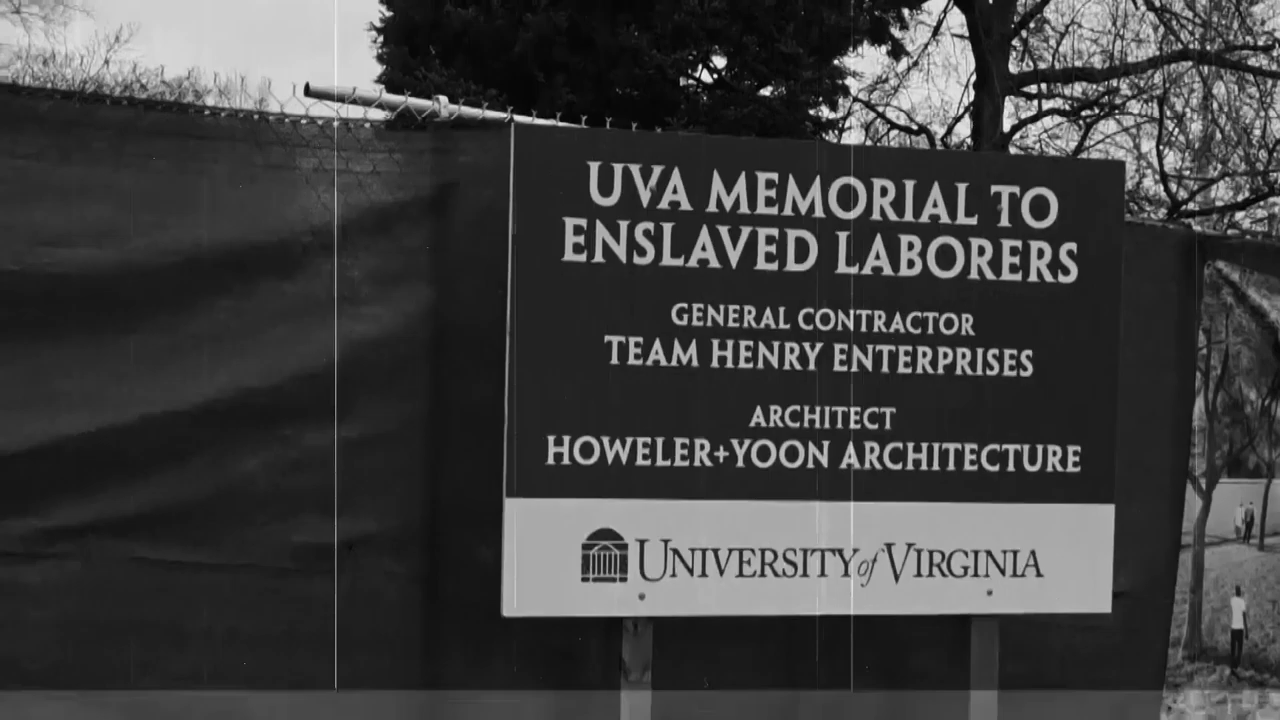 UVA MEMORIAL TO
ENSLAVED LABORERS
GENERAL CONTRACTOR
TEAM HENRY ENTERPRISES
ARCHITECT
HOWELER+YOON ARCHITECTURE
UNIVERSITY of VIRGINIA